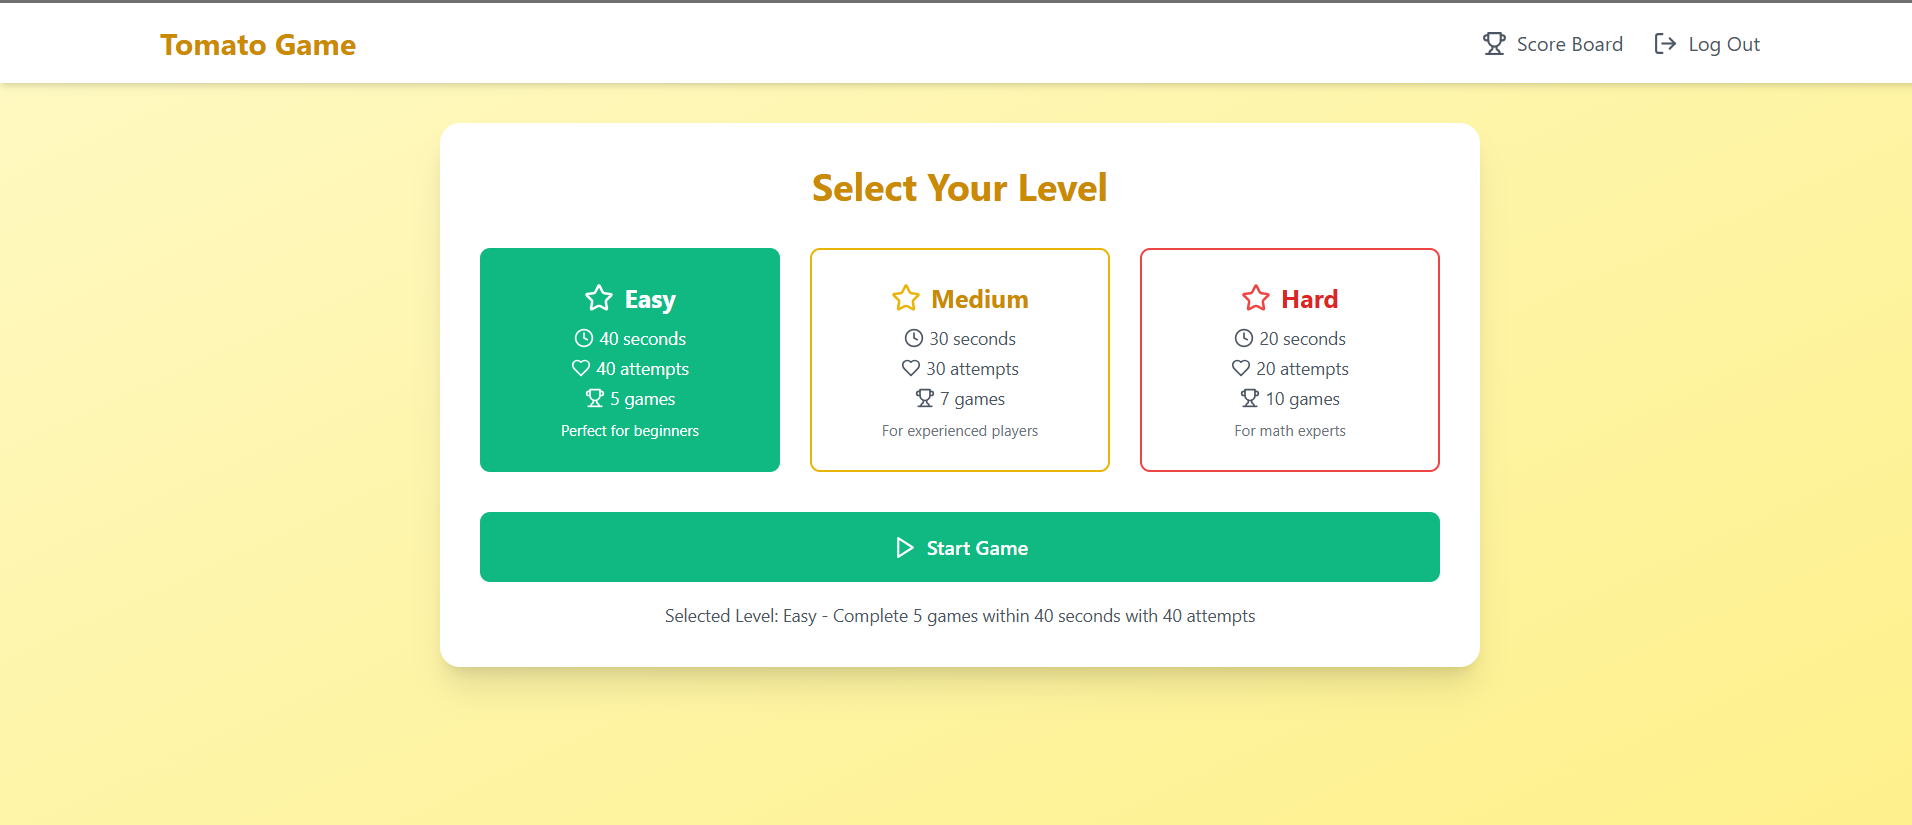 Tomato Game
Score Board
Log Out
Select Your Level
Easy
40 seconds
40 attempts
5 games
Perfect for beginners
Medium
30 seconds
30 attempts
7 games
For experienced players
Hard
20 seconds
20 attempts
10 games
For math experts
Start Game
Selected Level: Easy - Complete 5 games within 40 seconds with 40 attempts